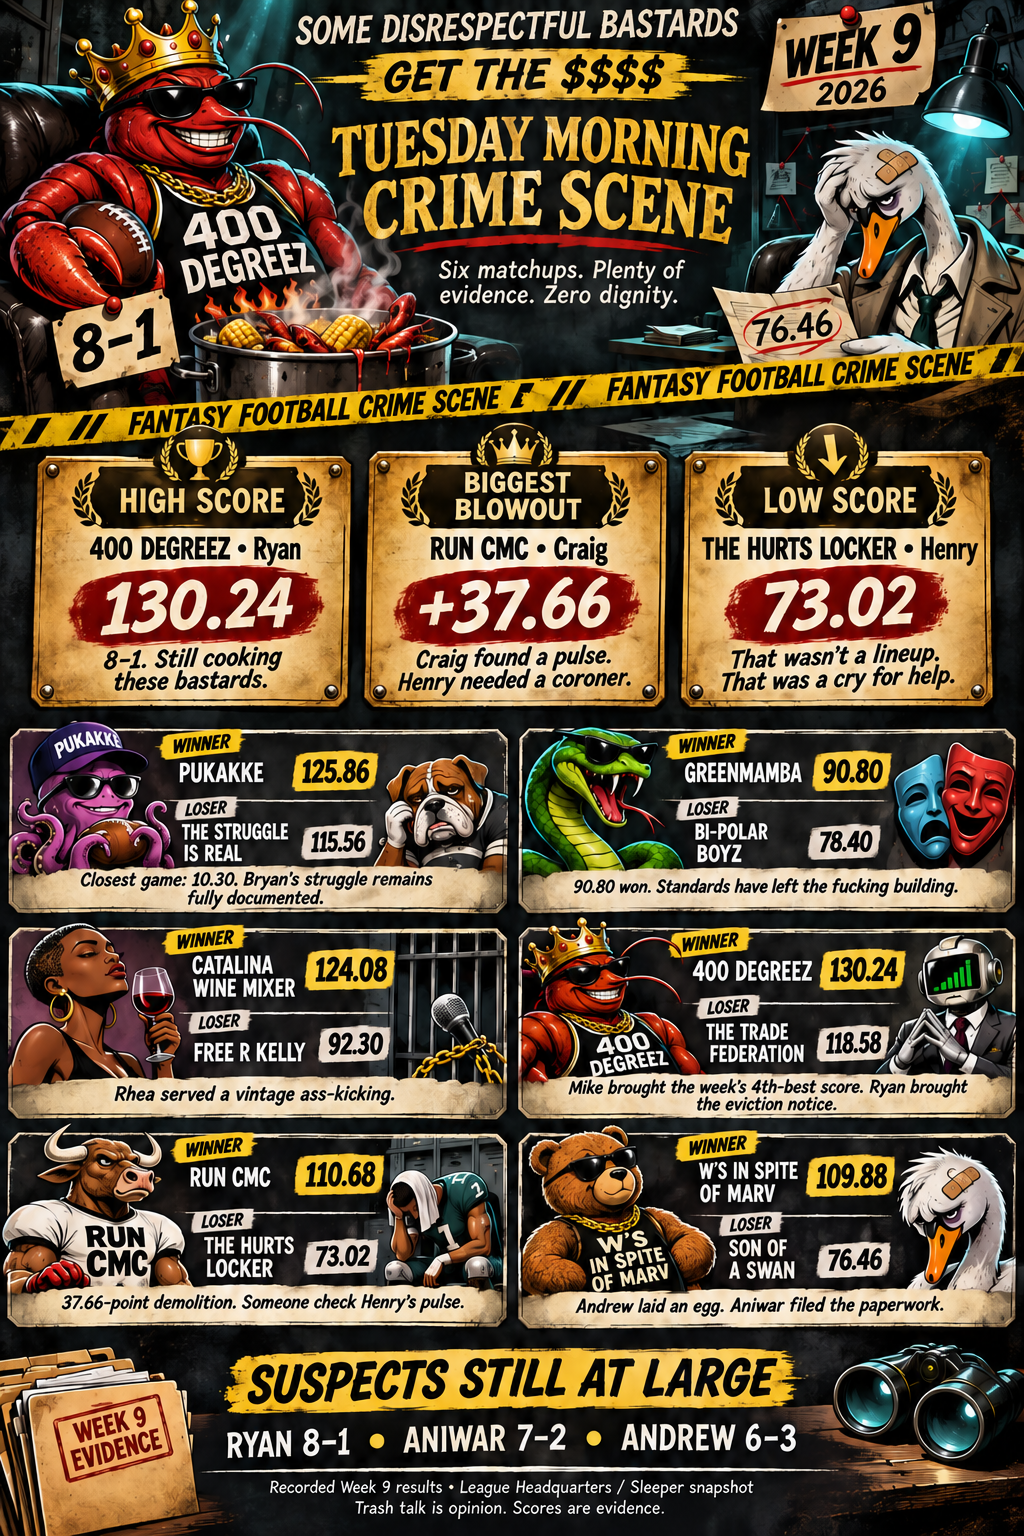 SOME DISRESPECTFUL BASTARDS
GET THE $$$$
TUESDAY MORNING
CRIME SCENE
Six matchups. Plenty of
evidence. Zero dignity.
WEEK 9
2026
400
DEGREEZ
8-1
76.46
FANTASY FOOTBALL CRIME SCENE
FANTASY FOOTBALL CRIME SCENE
HIGH SCORE
400 DEGREEZ • Ryan
130.24
8-1. Still cooking
these bastards.
BIGGEST
BLOWOUT
RUN CMC • Craig
+37.66
Craig found a pulse.
Henry needed a coroner.
LOW SCORE
THE HURTS LOCKER • Henry
73.02
That wasn't a lineup.
That was a cry for help.
PUKAKKE
WINNER
PUKAKKE 125.86
LOSER
THE STRUGGLE
IS REAL 115.56
Closest game: 10.30. Bryan's struggle remains
fully documented.
WINNER
GREENMAMBA 90.80
LOSER
BI-POLAR
BOYZ 78.40
90.80 won. Standards have left the fucking building.
WINNER
CATALINA
WINE MIXER 124.08
LOSER
FREE R KELLY 92.30
Rhea served a vintage ass-kicking.
400
DEGREEZ
WINNER
400 DEGREEZ 130.24
LOSER
THE TRADE
FEDERATION 118.58
Mike brought the week's 4th-best score. Ryan brought
the eviction notice.
RUN
CMC
WINNER
RUN CMC 110.68
LOSER
THE HURTS
LOCKER 73.02
1
1
37.66-point demolition. Someone check Henry's pulse.
W'S
IN SPITE
OF MARV
WINNER
W'S IN SPITE
OF MARV 109.88
LOSER
SON OF
A SWAN 76.46
Andrew laid an egg. Aniwar filed the paperwork.
WEEK 9
EVIDENCE
SUSPECTS STILL AT LARGE
RYAN 8-1 • ANIWAR 7-2 • ANDREW 6-3
Recorded Week 9 results • League Headquarters / Sleeper snapshot
Trash talk is opinion. Scores are evidence.